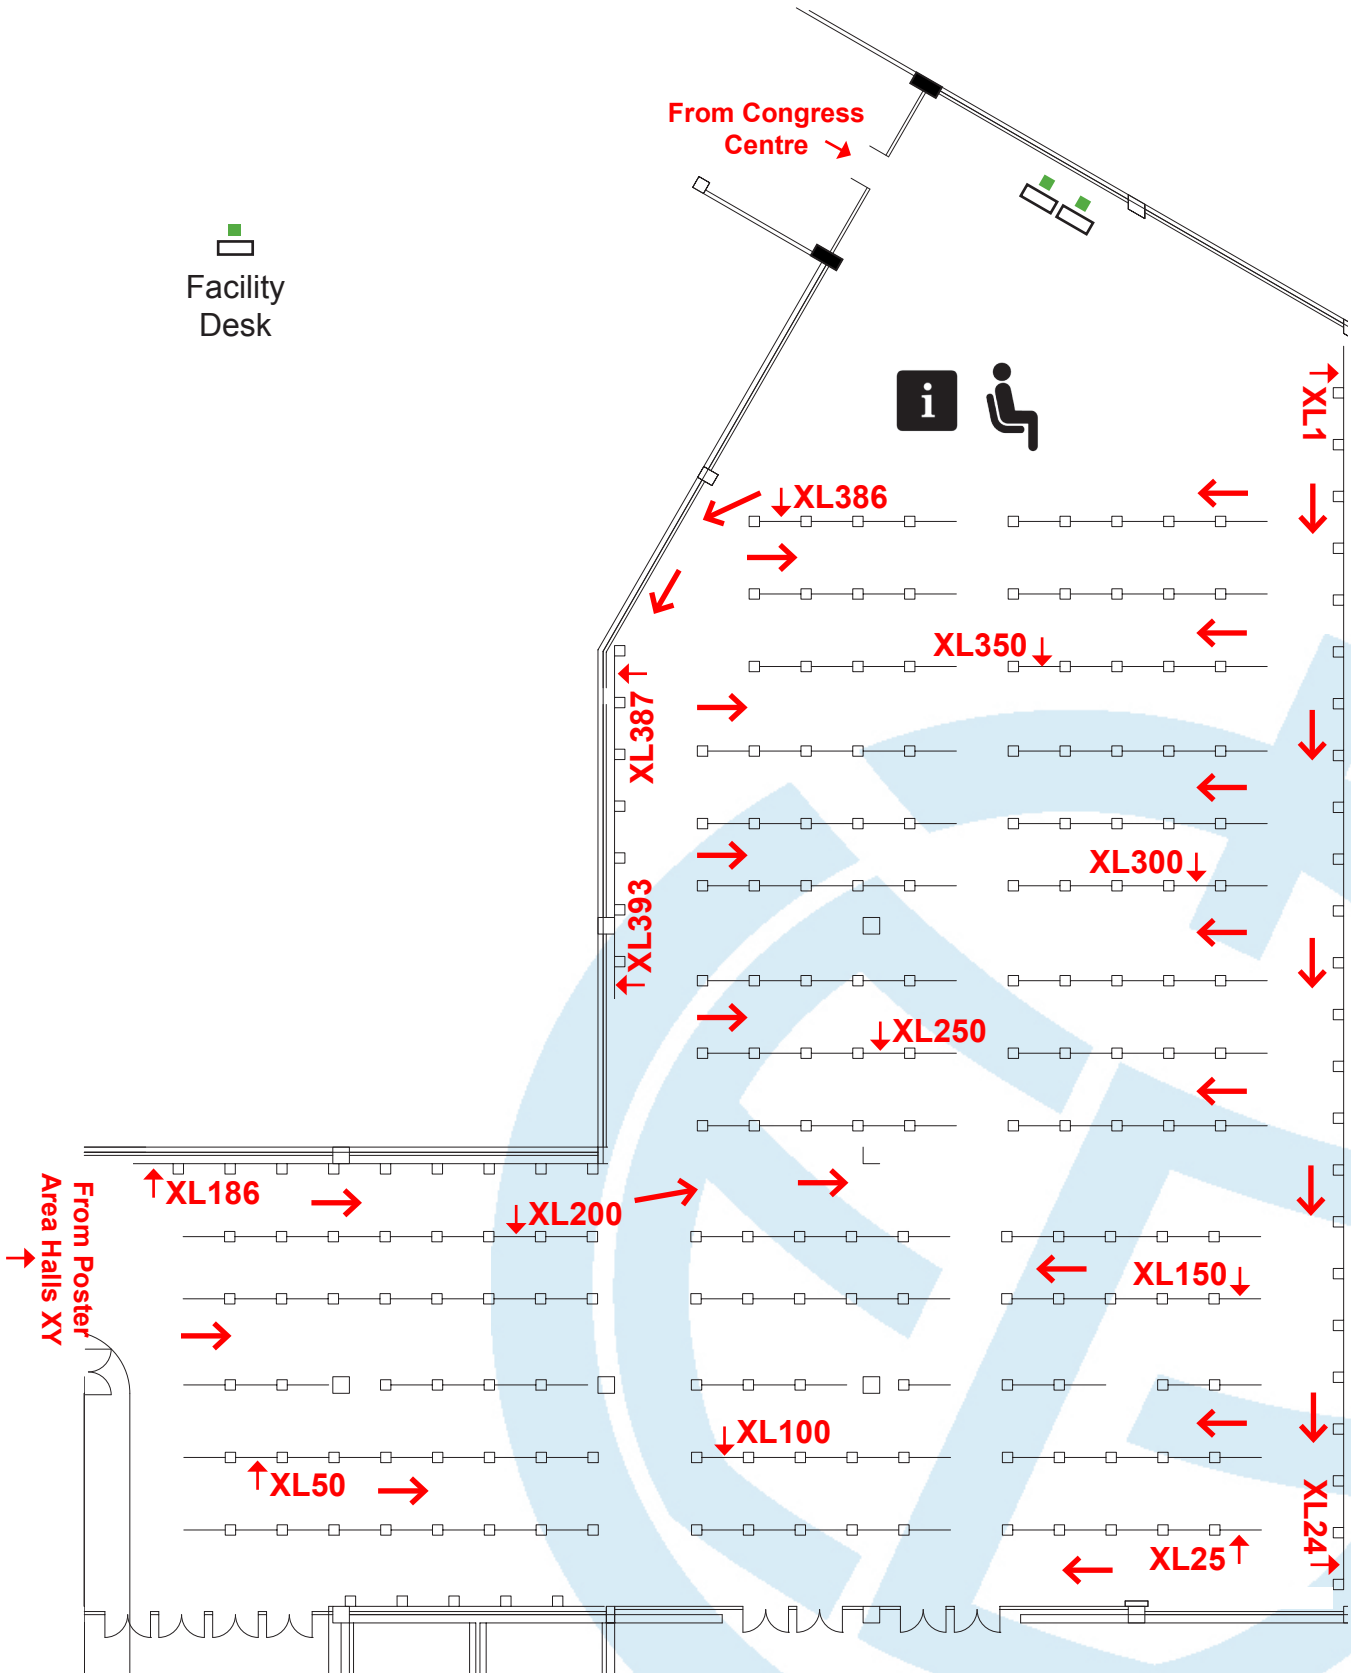 From Congress
Centre
Facility
Desk
i
XL1
XL386
XL350
XL387
XL300
XL393
XL250
XL186
XL200
From Poster
Area Halls XY
XL150
XL100
XL50
XL24
XL25